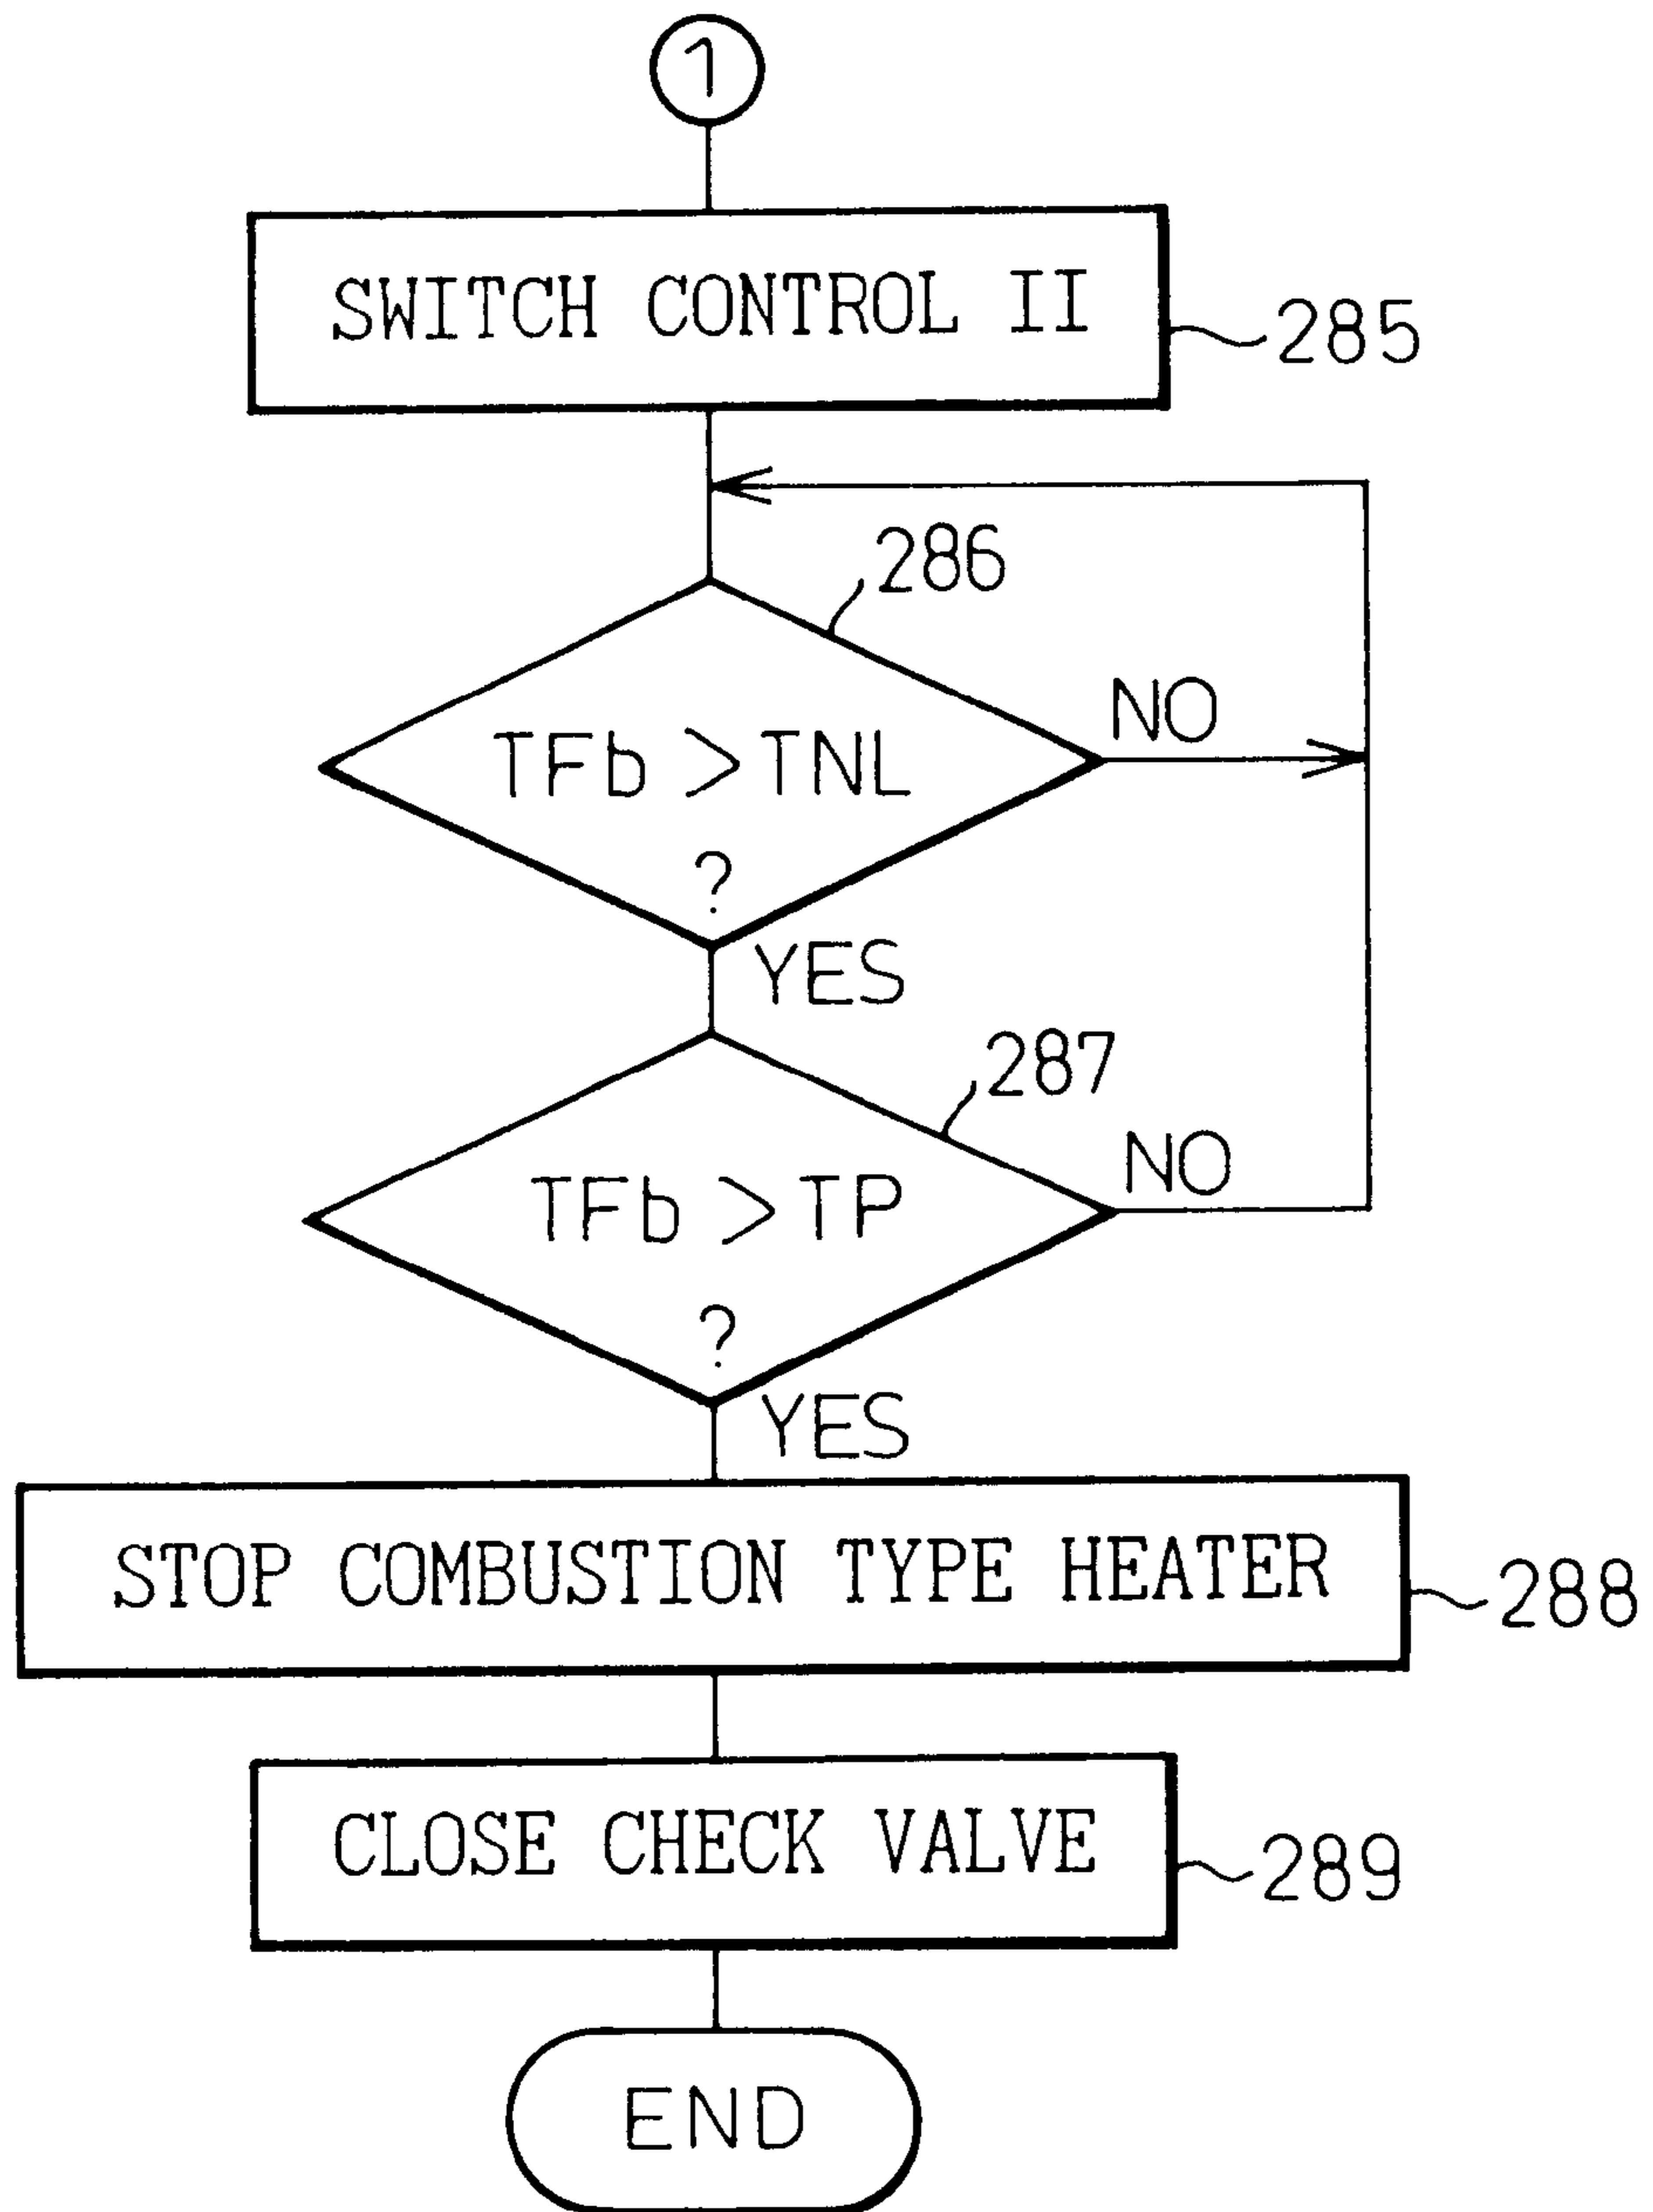 1
SWITCH CONTROL II
285
286
TFb > TNL
?
NO
YES
287
TFb > TP
?
NO
YES
STOP COMBUSTION TYPE HEATER
288
CLOSE CHECK VALVE
289
END